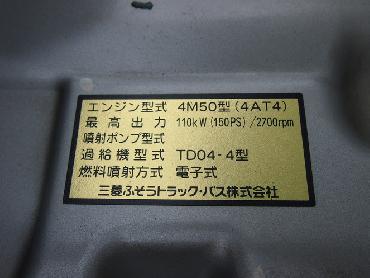 エンジン型式 4M50型(4AT4)
最高出力 110kW(150PS)/2700rpm
噴射ポンプ型式
過給機型式 TD04-4型
燃料噴射方式 電子式
三菱ふそうトラック・バス株式会社